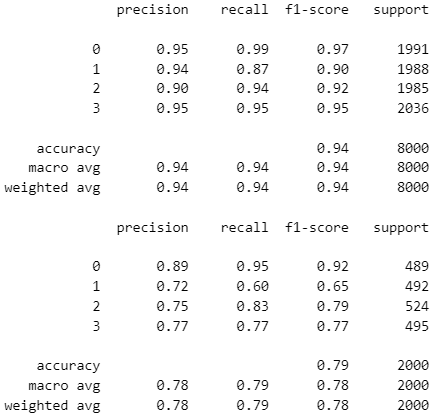 precision recall f1-score support
0 0.95 0.99 0.97 1991
1 0.94 0.87 0.90 1988
2 0.90 0.94 0.92 1985
3 0.95 0.95 0.95 2036
accuracy 0.94 8000
macro avg 0.94 0.94 0.94 8000
weighted avg 0.94 0.94 0.94 8000
precision recall f1-score support
0 0.89 0.95 0.92 489
1 0.72 0.60 0.65 492
2 0.75 0.83 0.79 524
3 0.77 0.77 0.77 495
accuracy 0.79 2000
macro avg 0.78 0.79 0.78 2000
weighted avg 0.78 0.79 0.78 2000